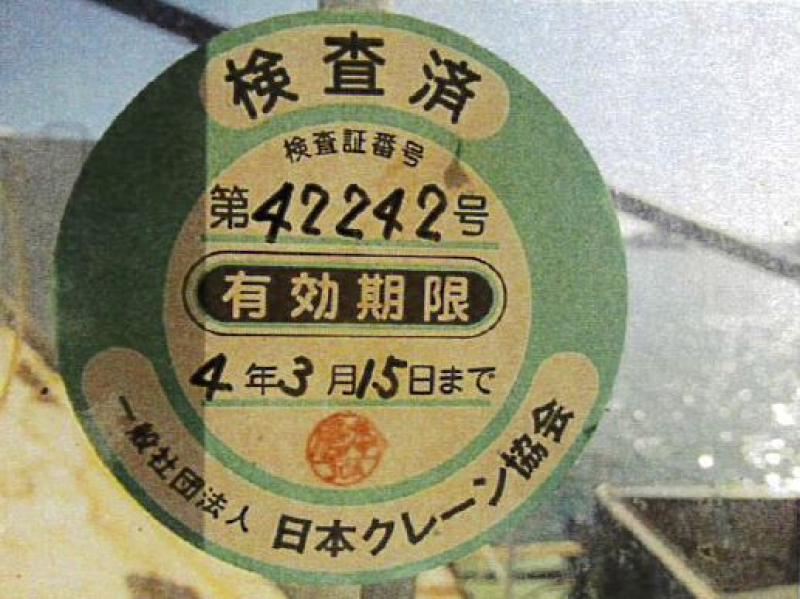 検査済
検査証番号
第42242号
有効期限
4年3月15日まで
一般社団法人 日本クレーン協会